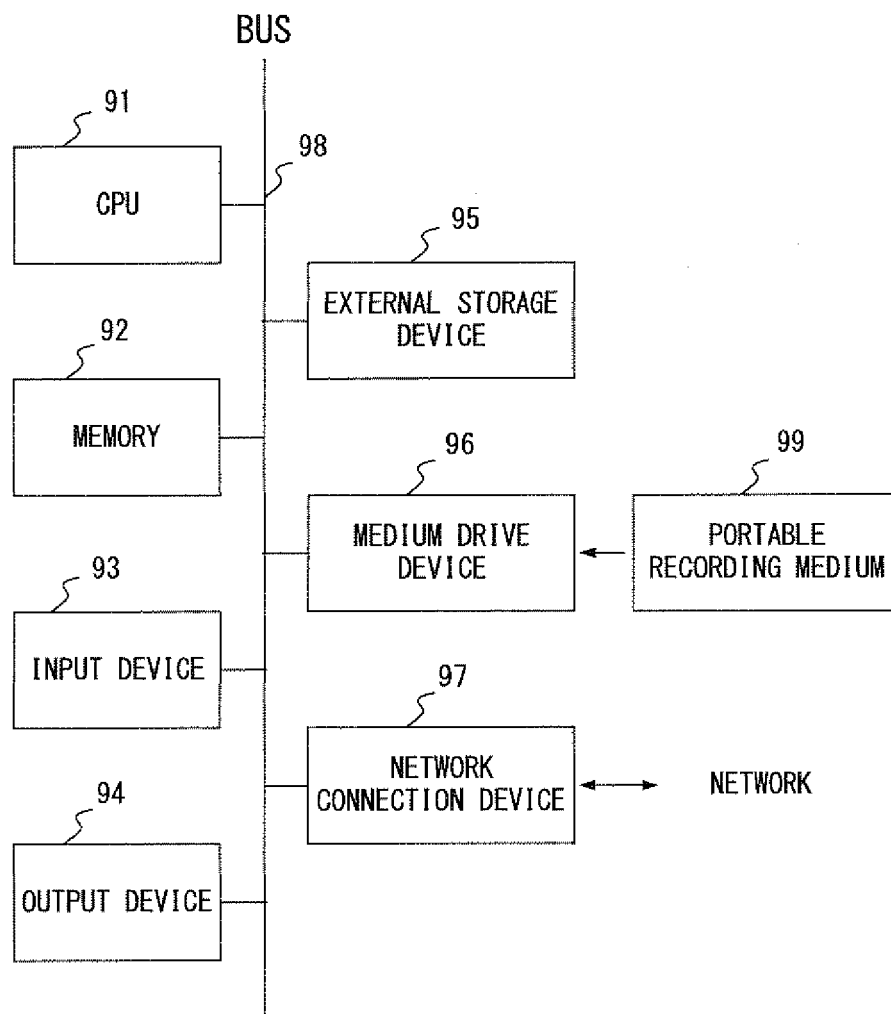 BUS
91
CPU
98
95
EXTERNAL STORAGE
DEVICE
92
MEMORY
96
MEDIUM DRIVE
DEVICE
99
PORTABLE
RECORDING MEDIUM
93
INPUT DEVICE
97
NETWORK
CONNECTION DEVICE
NETWORK
94
OUTPUT DEVICE